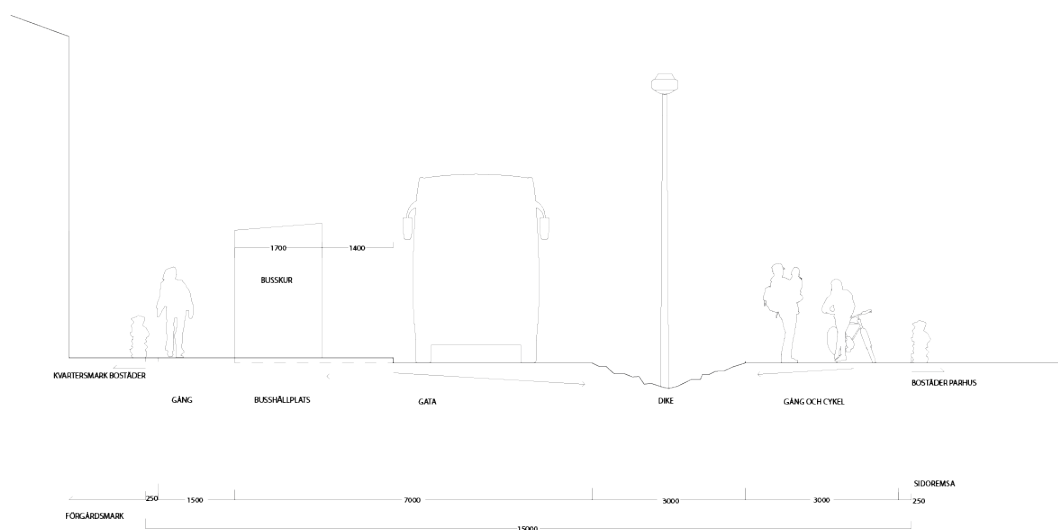 1700
1400
BUSSKUR
KVARTERSMARK BOSTÄDER
BOSTÄDER PARHUS
GÅNG
BUSSHÅLLPLATS
GATA
DIKE
GÅNG OCH CYKEL
SIDOREMSA
250
1500
7000
3000
3000
250
FÖRGÅRDSMARK
15000